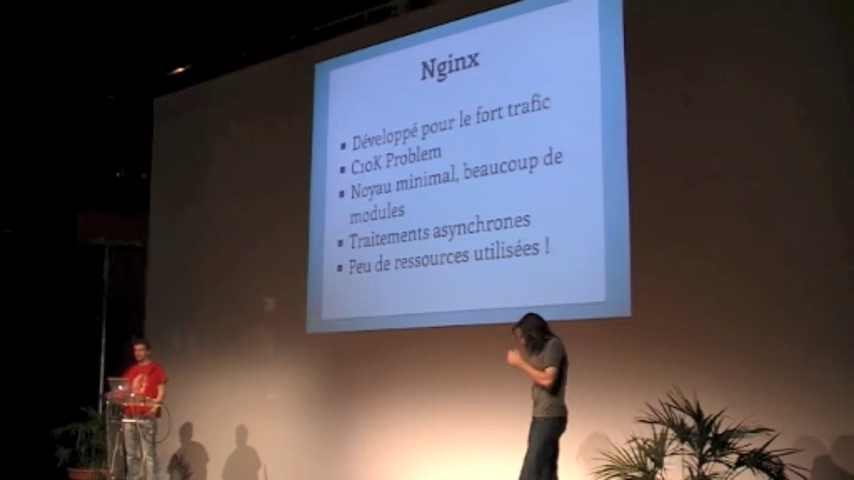 Nginx
▪ Développé pour le fort trafic
▪ C10K Problem
▪ Noyau minimal, beaucoup de
modules
▪ Traitements asynchrones
▪ Peu de ressources utilisées !